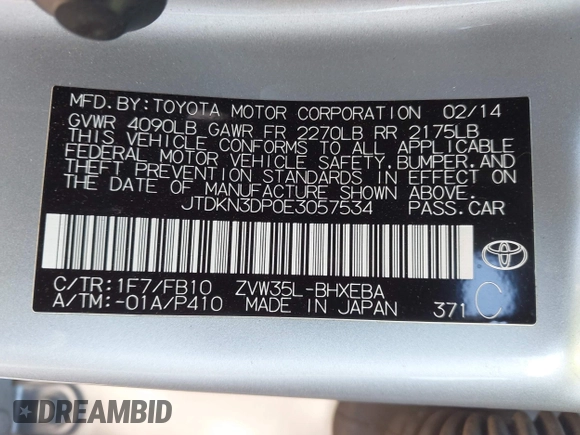 MFD. BY: TOYOTA MOTOR CORPORATION 02/14
GVWR 4090LB GAWR FR 2270LB RR 2175LB
THIS VEHICLE CONFORMS TO ALL APPLICABLE
FEDERAL MOTOR VEHICLE SAFETY, BUMPER, AND
THEFT PREVENTION STANDARDS IN EFFECT ON
THE DATE OF MANUFACTURE SHOWN ABOVE.
JTDKN3DP0E3057534 PASS.CAR
C/TR: 1F7/FB10 ZVW35L-BHXEBA
A/TM:-01A/P410 MADE IN JAPAN 371 C
DREAMBID